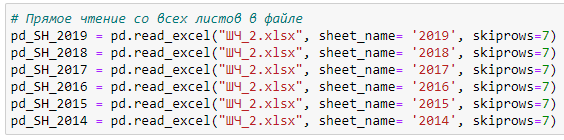 # Прямое чтение со всех листов в файле
pd_SH_2019 = pd.read_excel("ШЧ_2.xlsx", sheet_name= '2019', skiprows=7)
pd_SH_2018 = pd.read_excel("ШЧ_2.xlsx", sheet_name= '2018', skiprows=7)
pd_SH_2017 = pd.read_excel("ШЧ_2.xlsx", sheet_name= '2017', skiprows=7)
pd_SH_2016 = pd.read_excel("ШЧ_2.xlsx", sheet_name= '2016', skiprows=7)
pd_SH_2015 = pd.read_excel("ШЧ_2.xlsx", sheet_name= '2015', skiprows=7)
pd_SH_2014 = pd.read_excel("ШЧ_2.xlsx", sheet_name= '2014', skiprows=7)